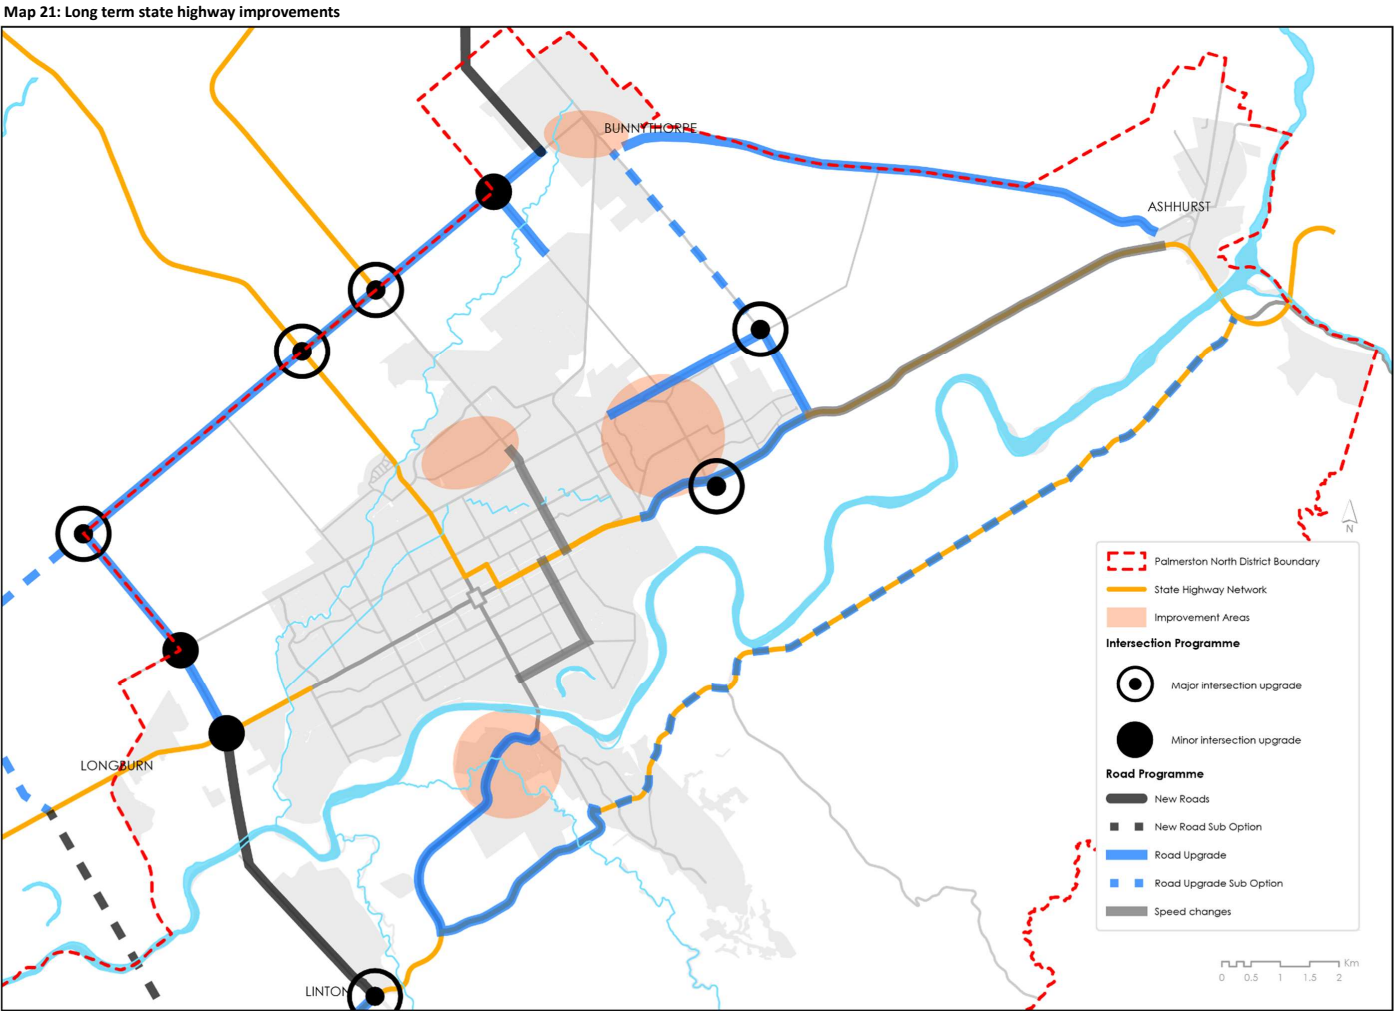 Map 21: Long term state highway improvements
BUNNYTHORPE
ASHHURST
LONGBURN
LINTON
N
Palmerston North District Boundary
State Highway Network
Improvement Areas
Intersection Programme
Major intersection upgrade
Minor intersection upgrade
Road Programme
New Roads
New Road Sub Option
Road Upgrade
Road Upgrade Sub Option
Speed changes
Km
0 0.5 1 1.5 2